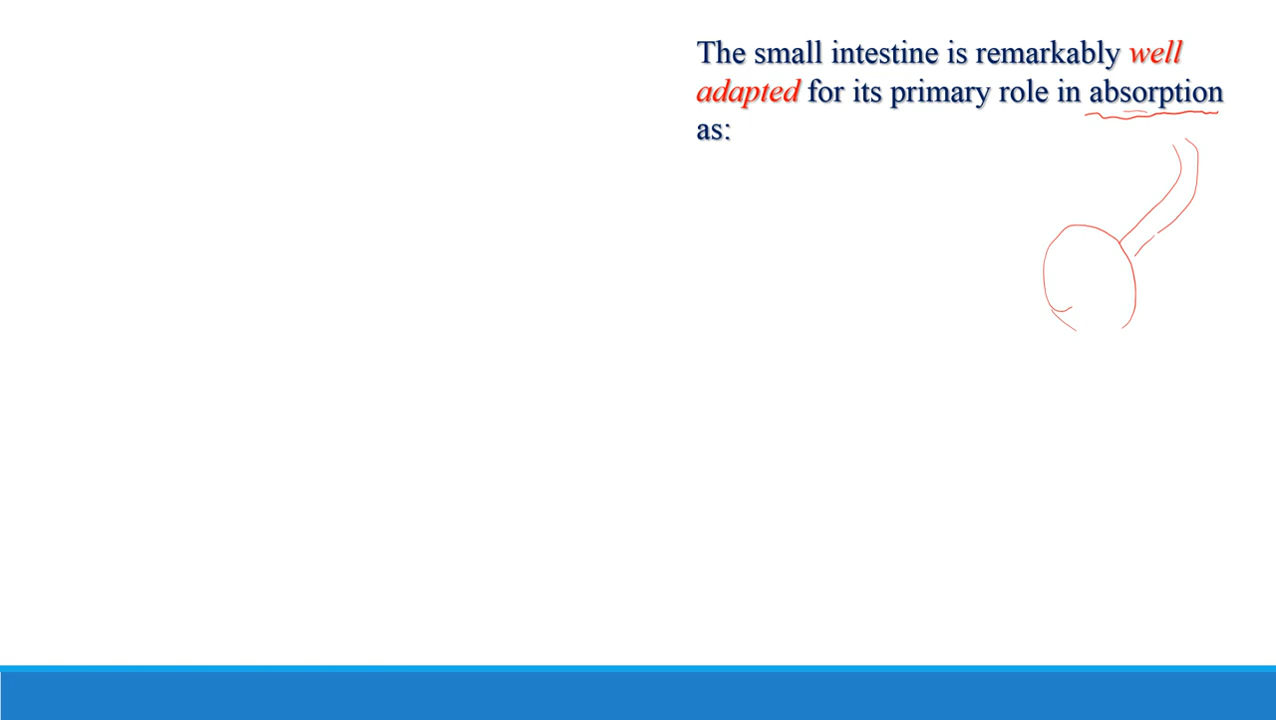 The small intestine is remarkably well
adapted for its primary role in absorption
as: